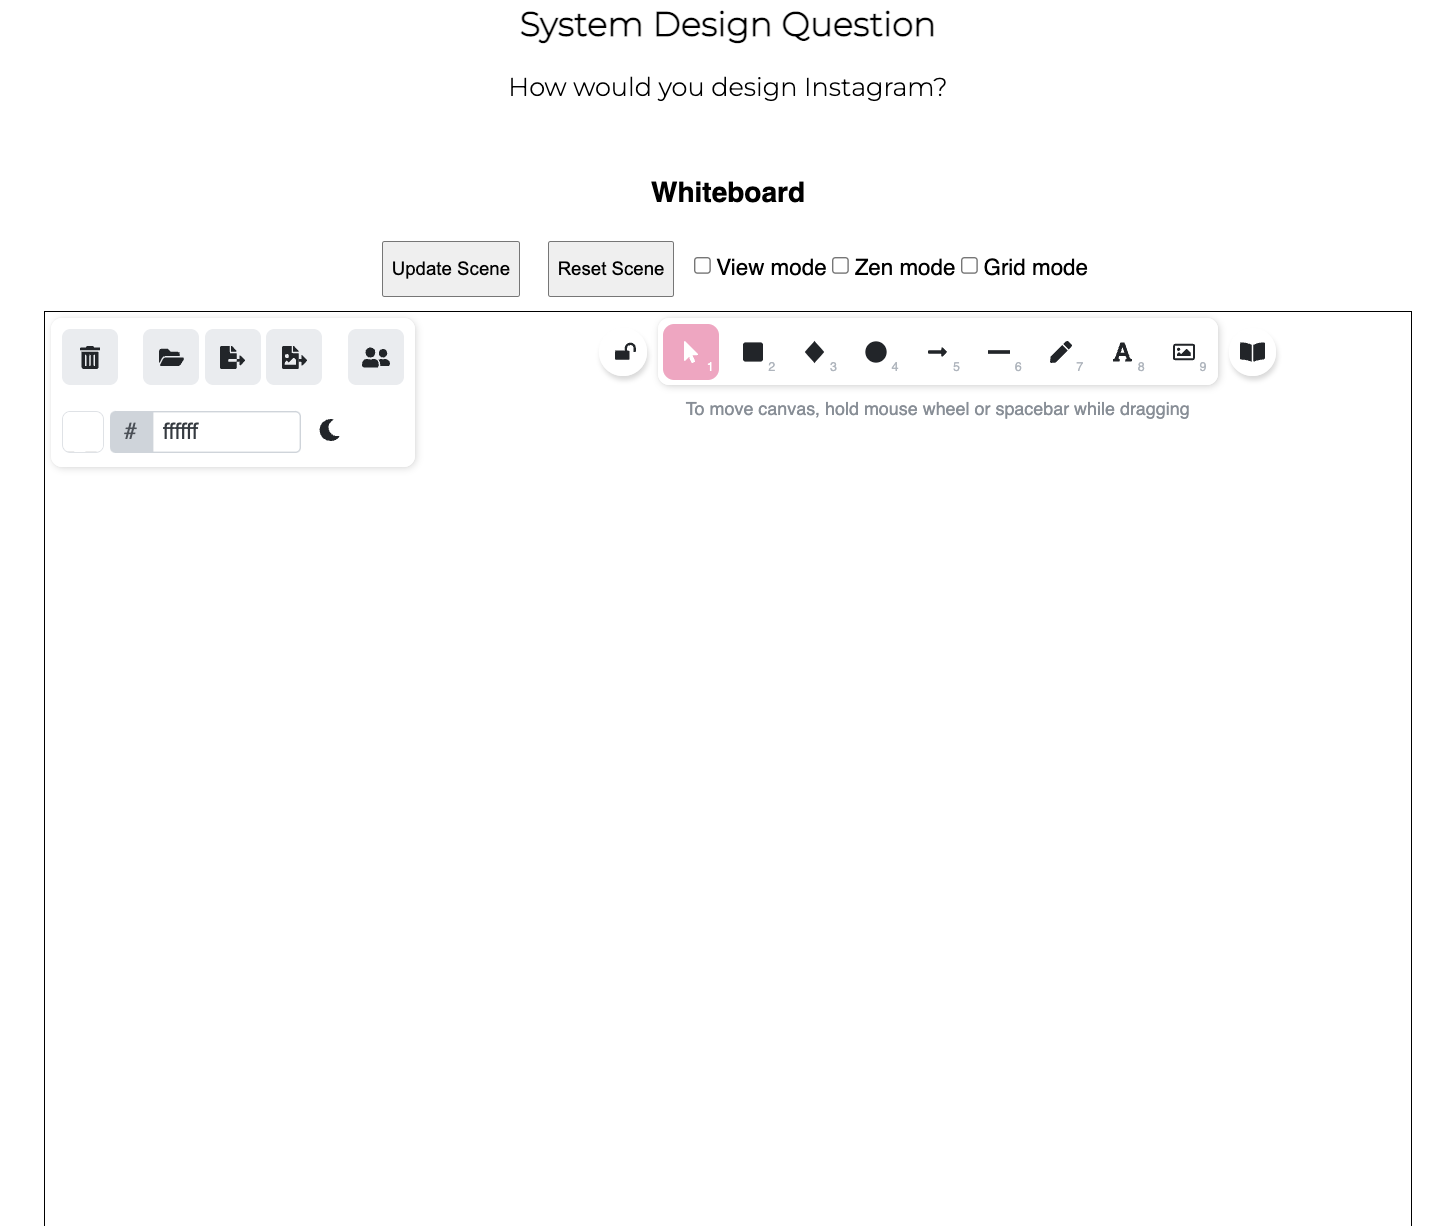 System Design Question
How would you design Instagram?
Whiteboard
Update Scene Reset Scene View mode Zen mode Grid mode
1 2 3 4 5 6 7 8 9
To move canvas, hold mouse wheel or spacebar while dragging
# ffffff